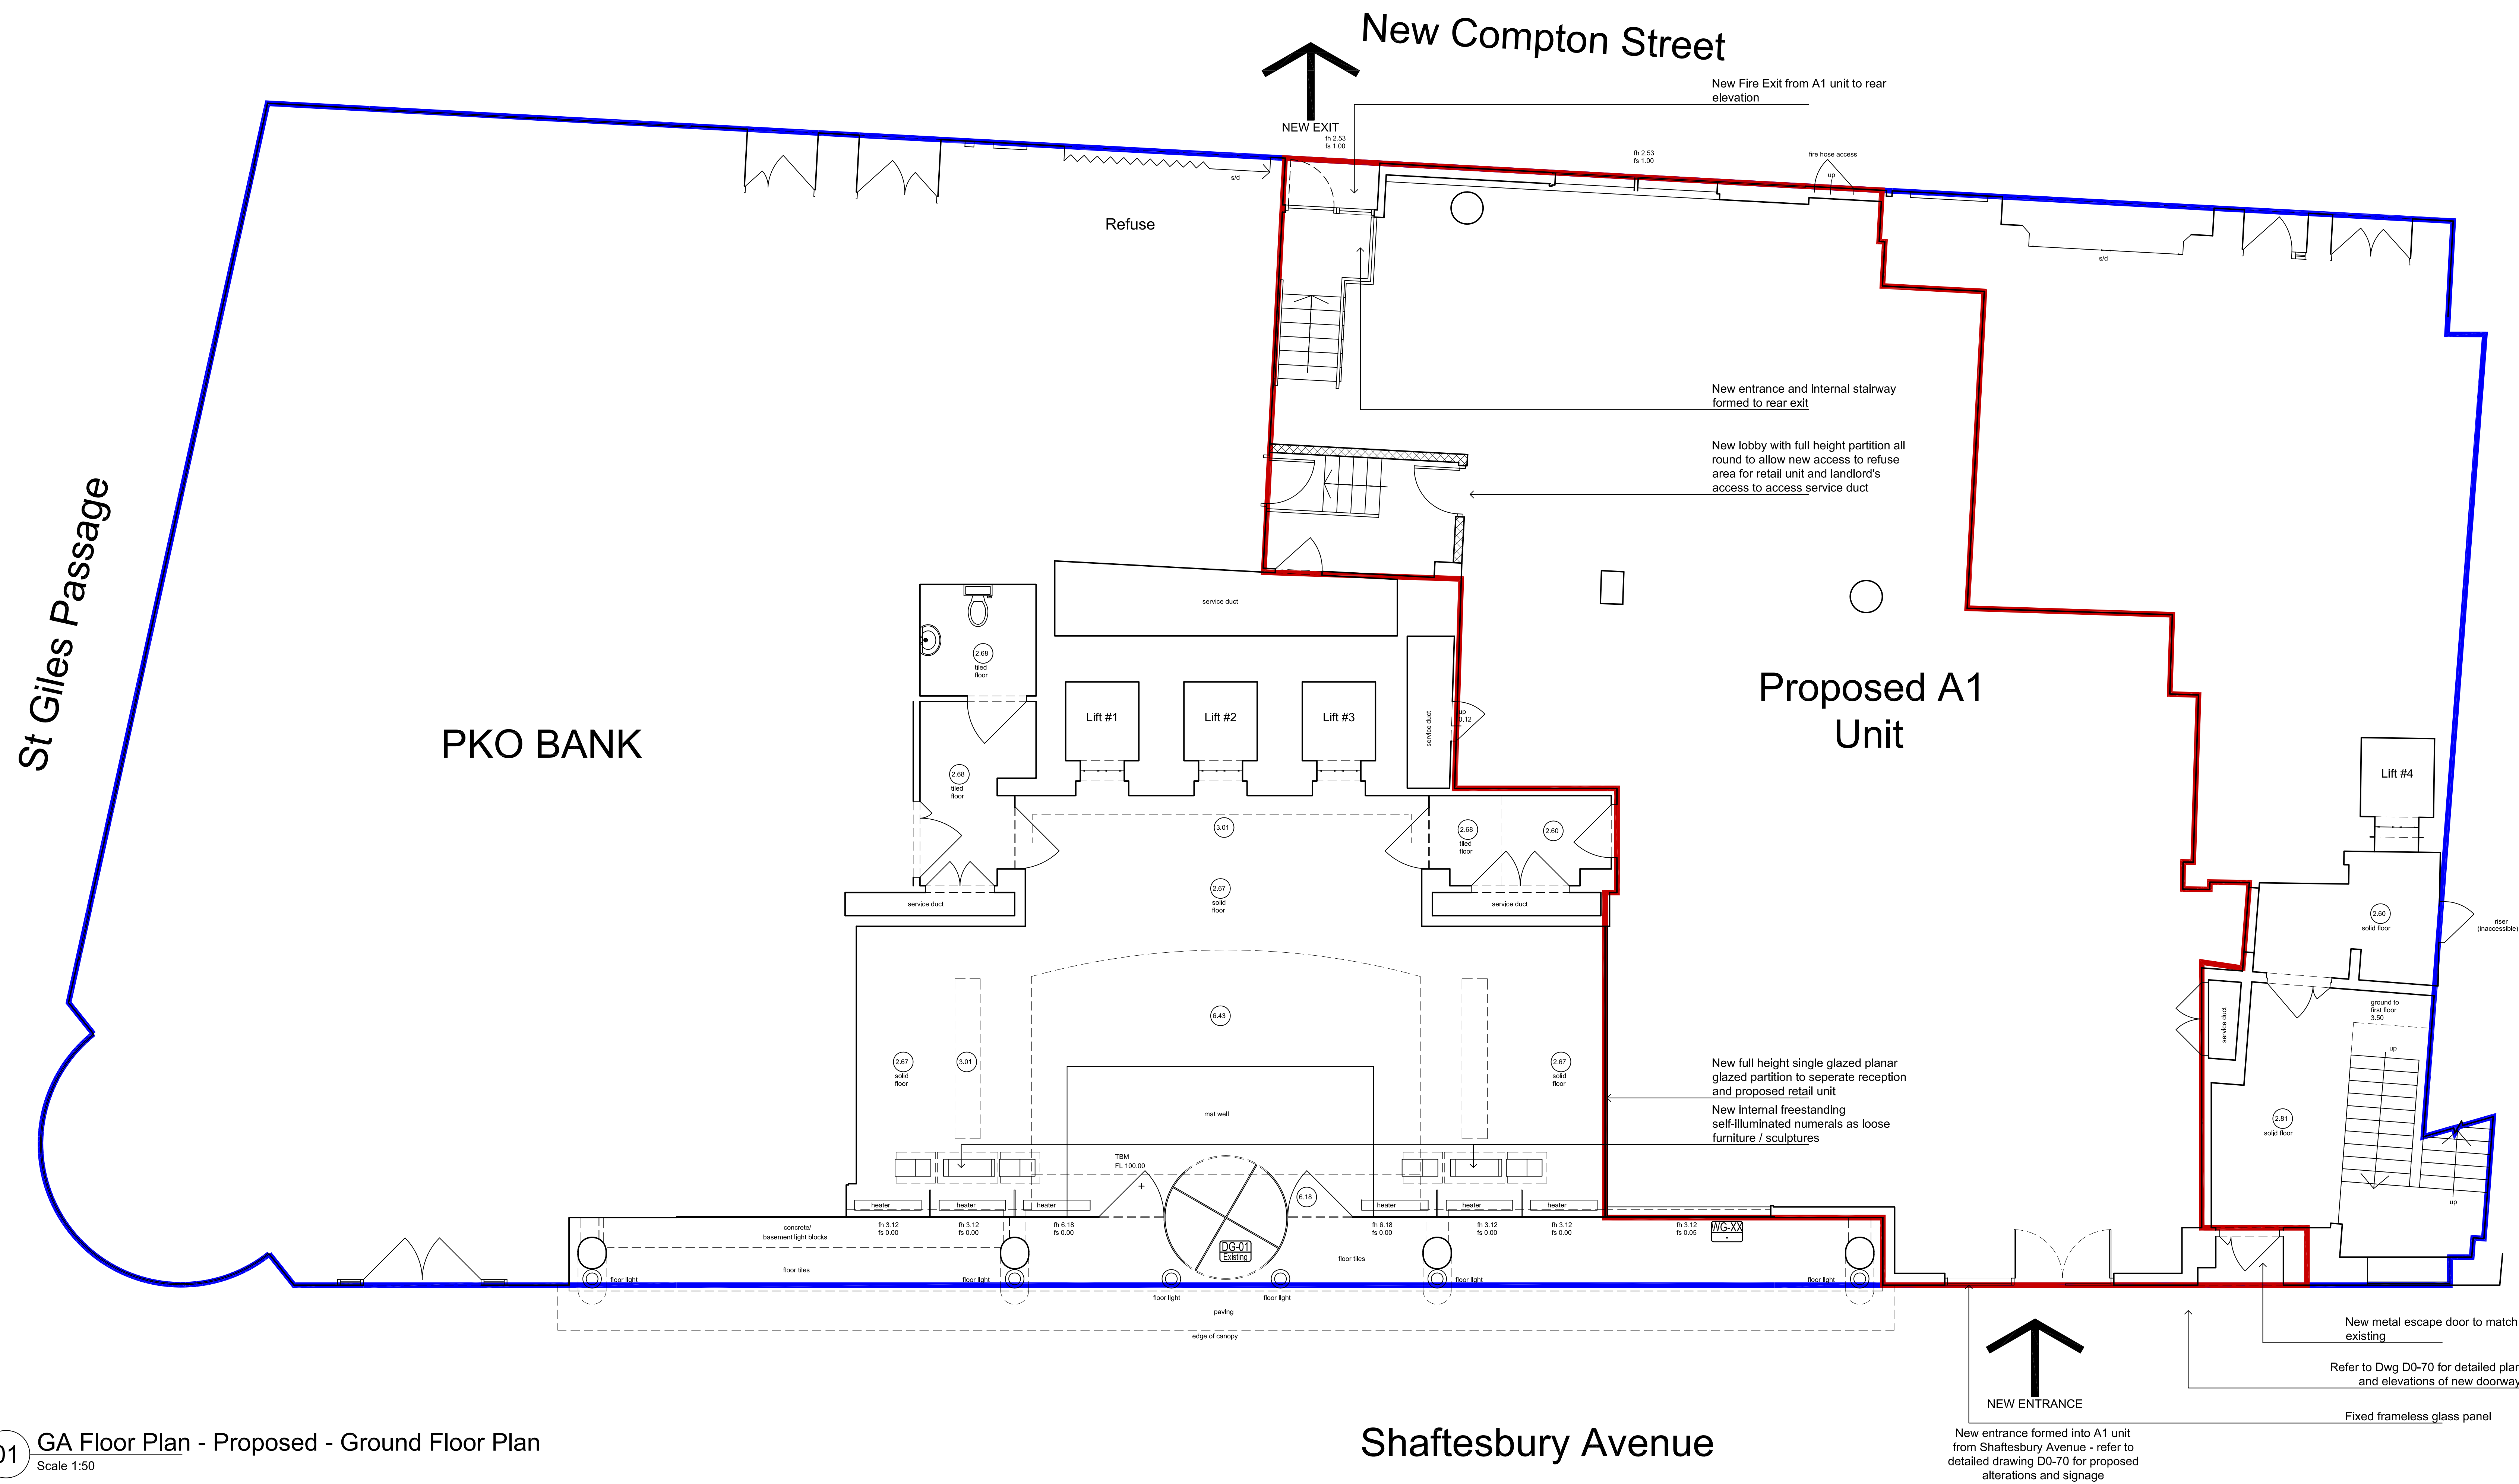 New Compton Street
New Fire Exit from A1 unit to rear
elevation
NEW EXIT
fh 2.53
fs 1.00
fh 2.53
fs 1.00
fire hose access
up
s/d
Refuse
s/d
New entrance and internal stairway
formed to rear exit
New lobby with full height partition all
round to allow new access to refuse
area for retail unit and landlord's
access to access service duct
St Giles Passage
service duct
2.68
tiled
floor
PKO BANK
Lift #1
Lift #2
Lift #3
service duct
up
0.12
Proposed A1
Unit
Lift #4
2.68
tiled
floor
3.01
2.68
tiled
floor
2.60
2.67
solid
floor
service duct
service duct
2.60
solid floor
riser
(inaccessible)
6.43
service duct
ground to
first floor
3.50
up
2.67
solid
floor
3.01
2.67
solid
floor
New full height single glazed planar
glazed partition to seperate reception
and proposed retail unit
New internal freestanding
self-illuminated numerals as loose
furniture / sculptures
mat well
2.81
solid floor
TBM
FL 100.00
6.18
up
heater
heater
heater
heater
heater
heater
concrete/
basement light blocks
fh 3.12
fs 0.00
fh 3.12
fs 0.00
fh 6.18
fs 0.00
fh 6.18
fs 0.00
fh 3.12
fs 0.00
fh 3.12
fs 0.00
fh 3.12
fs 0.05
WG-XX
-
DG-01
Existing
floor tiles
floor tiles
floor light
floor light
floor light
floor light
floor light
floor light
paving
edge of canopy
New metal escape door to match
existing
Refer to Dwg D0-70 for detailed plan
and elevations of new doorway
NEW ENTRANCE
Fixed frameless glass panel
New entrance formed into A1 unit
from Shaftesbury Avenue - refer to
detailed drawing D0-70 for proposed
alterations and signage
Shaftesbury Avenue
01
GA Floor Plan - Proposed - Ground Floor Plan
Scale 1:50